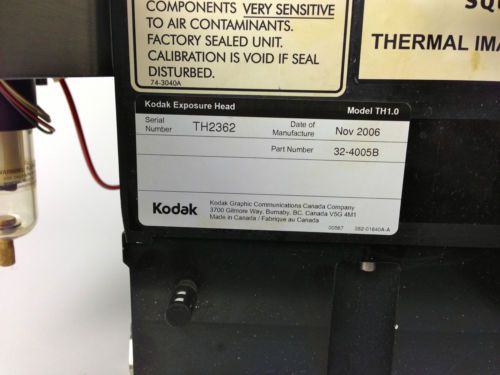 COMPONENTS VERY SENSITIVE
TO AIR CONTAMINANTS.
FACTORY SEALED UNIT.
CALIBRATION IS VOID IF SEAL
DISTURBED.
74-3040A
THERMAL
Kodak Exposure Head
Model TH1.0
Serial Number TH2362
Date of Manufacture Nov 2006
Part Number 32-4005B
Kodak
Kodak Graphic Communications Canada Company
3700 Gilmore Way, Burnaby, BC, Canada V5G 4M1
Made in Canada / Fabrique au Canada